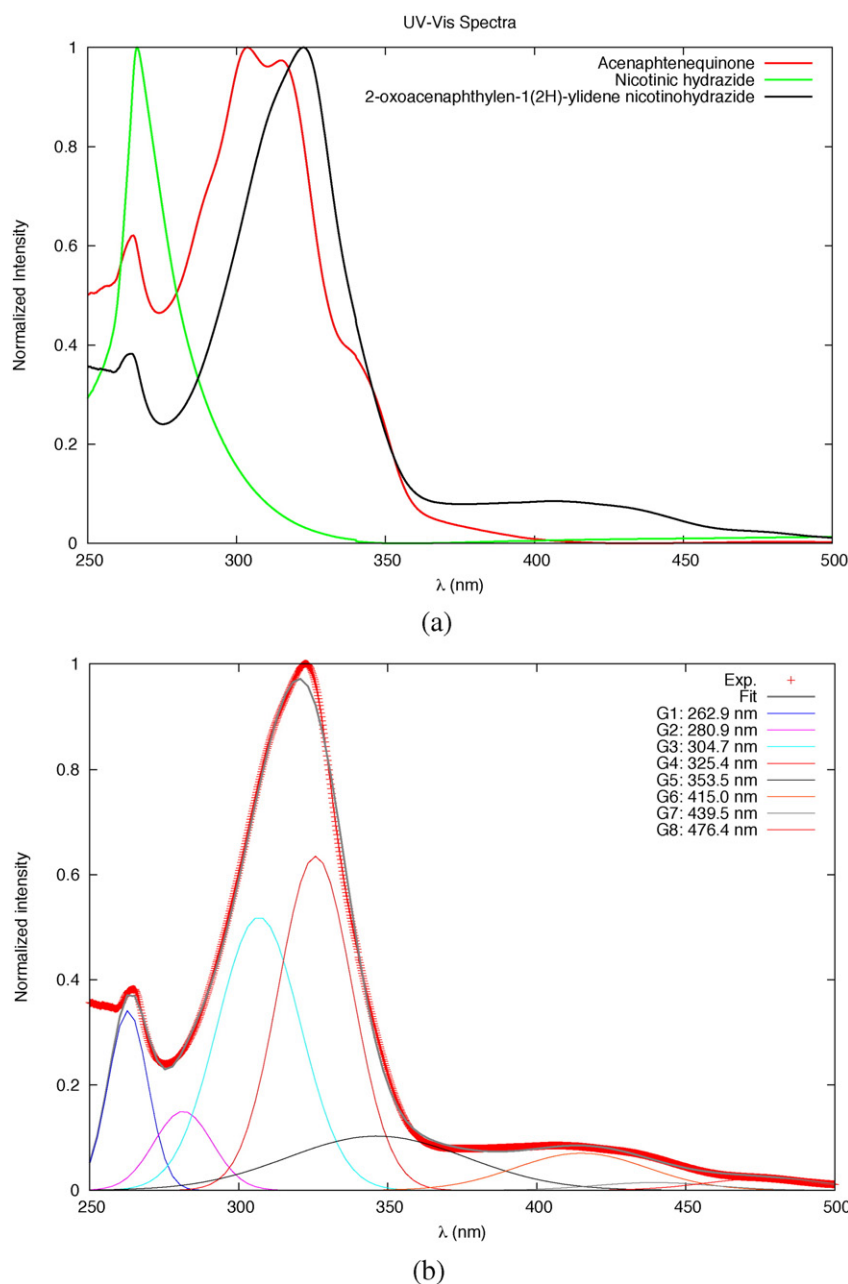 UV-Vis Spectra
Acenaphtenequinone
Nicotinic hydrazide
2-oxoacenaphthylen-1(2H)-ylidene nicotinohydrazide
Normalized Intensity
1
0.8
0.6
0.4
0.2
0
250 300 350 400 450 500
λ (nm)
(a)
Exp.
Fit
G1: 262.9 nm
G2: 280.9 nm
G3: 304.7 nm
G4: 325.4 nm
G5: 353.5 nm
G6: 415.0 nm
G7: 439.5 nm
G8: 476.4 nm
Normalized intensity
1
0.8
0.6
0.4
0.2
0
250 300 350 400 450 500
λ (nm)
(b)